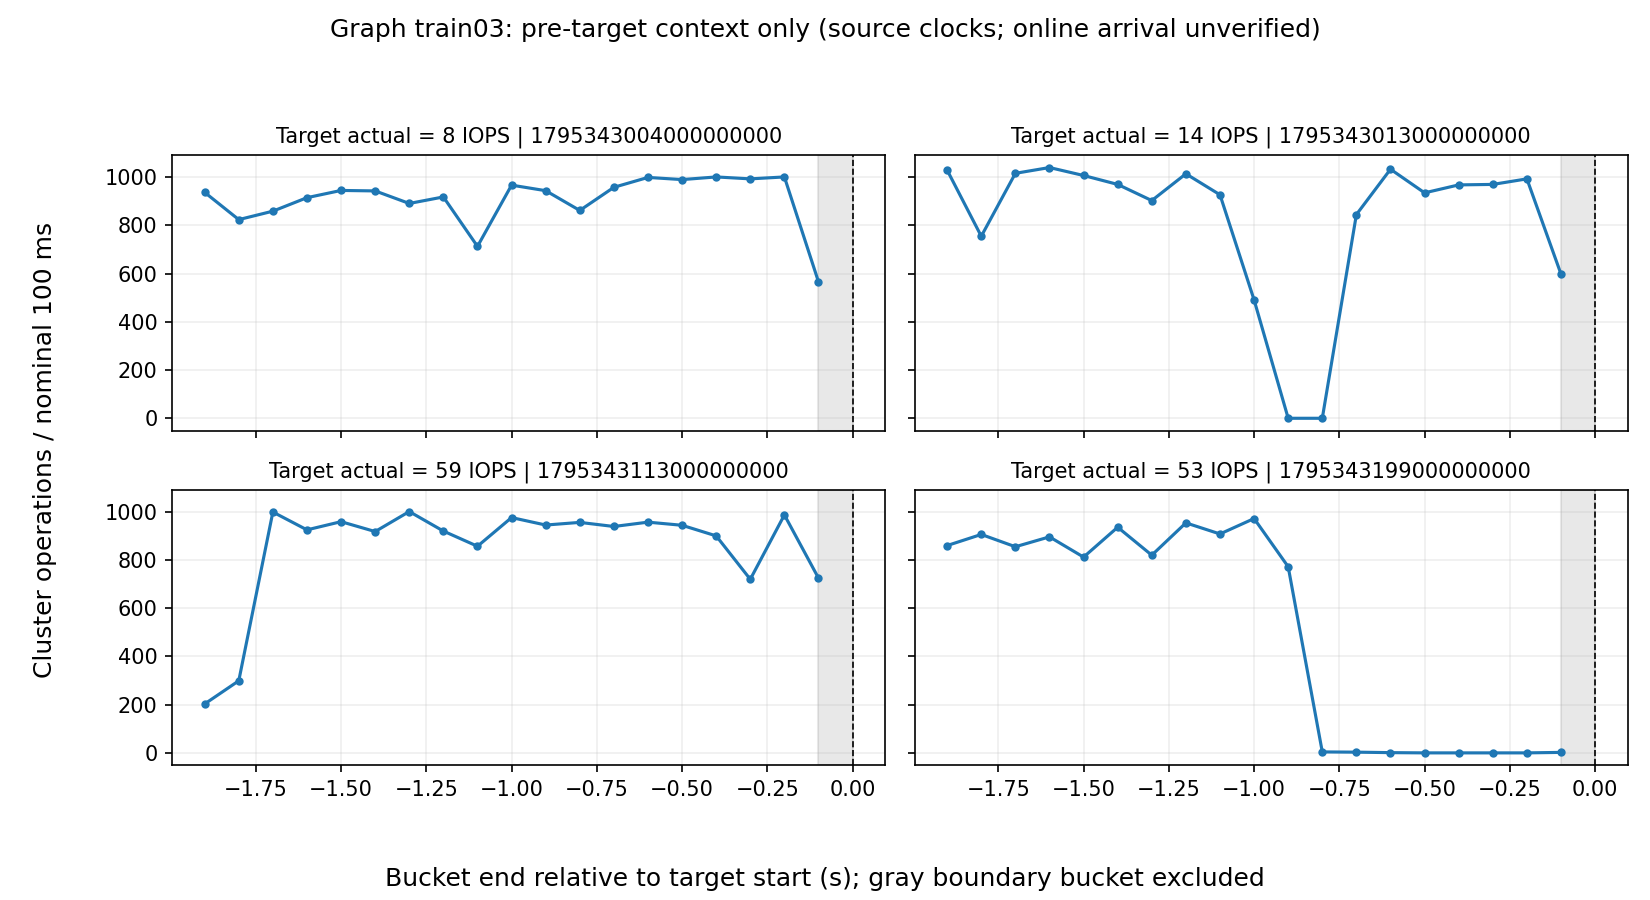 Graph train03: pre-target context only (source clocks; online arrival unverified)
Target actual = 8 IOPS | 1795343004000000000
Target actual = 14 IOPS | 1795343013000000000
1000
800
600
400
200
0
Target actual = 59 IOPS | 1795343113000000000
Target actual = 53 IOPS | 1795343199000000000
1000
800
600
400
200
0
−1.75 −1.50 −1.25 −1.00 −0.75 −0.50 −0.25 0.00
−1.75 −1.50 −1.25 −1.00 −0.75 −0.50 −0.25 0.00
Cluster operations / nominal 100 ms
Bucket end relative to target start (s); gray boundary bucket excluded